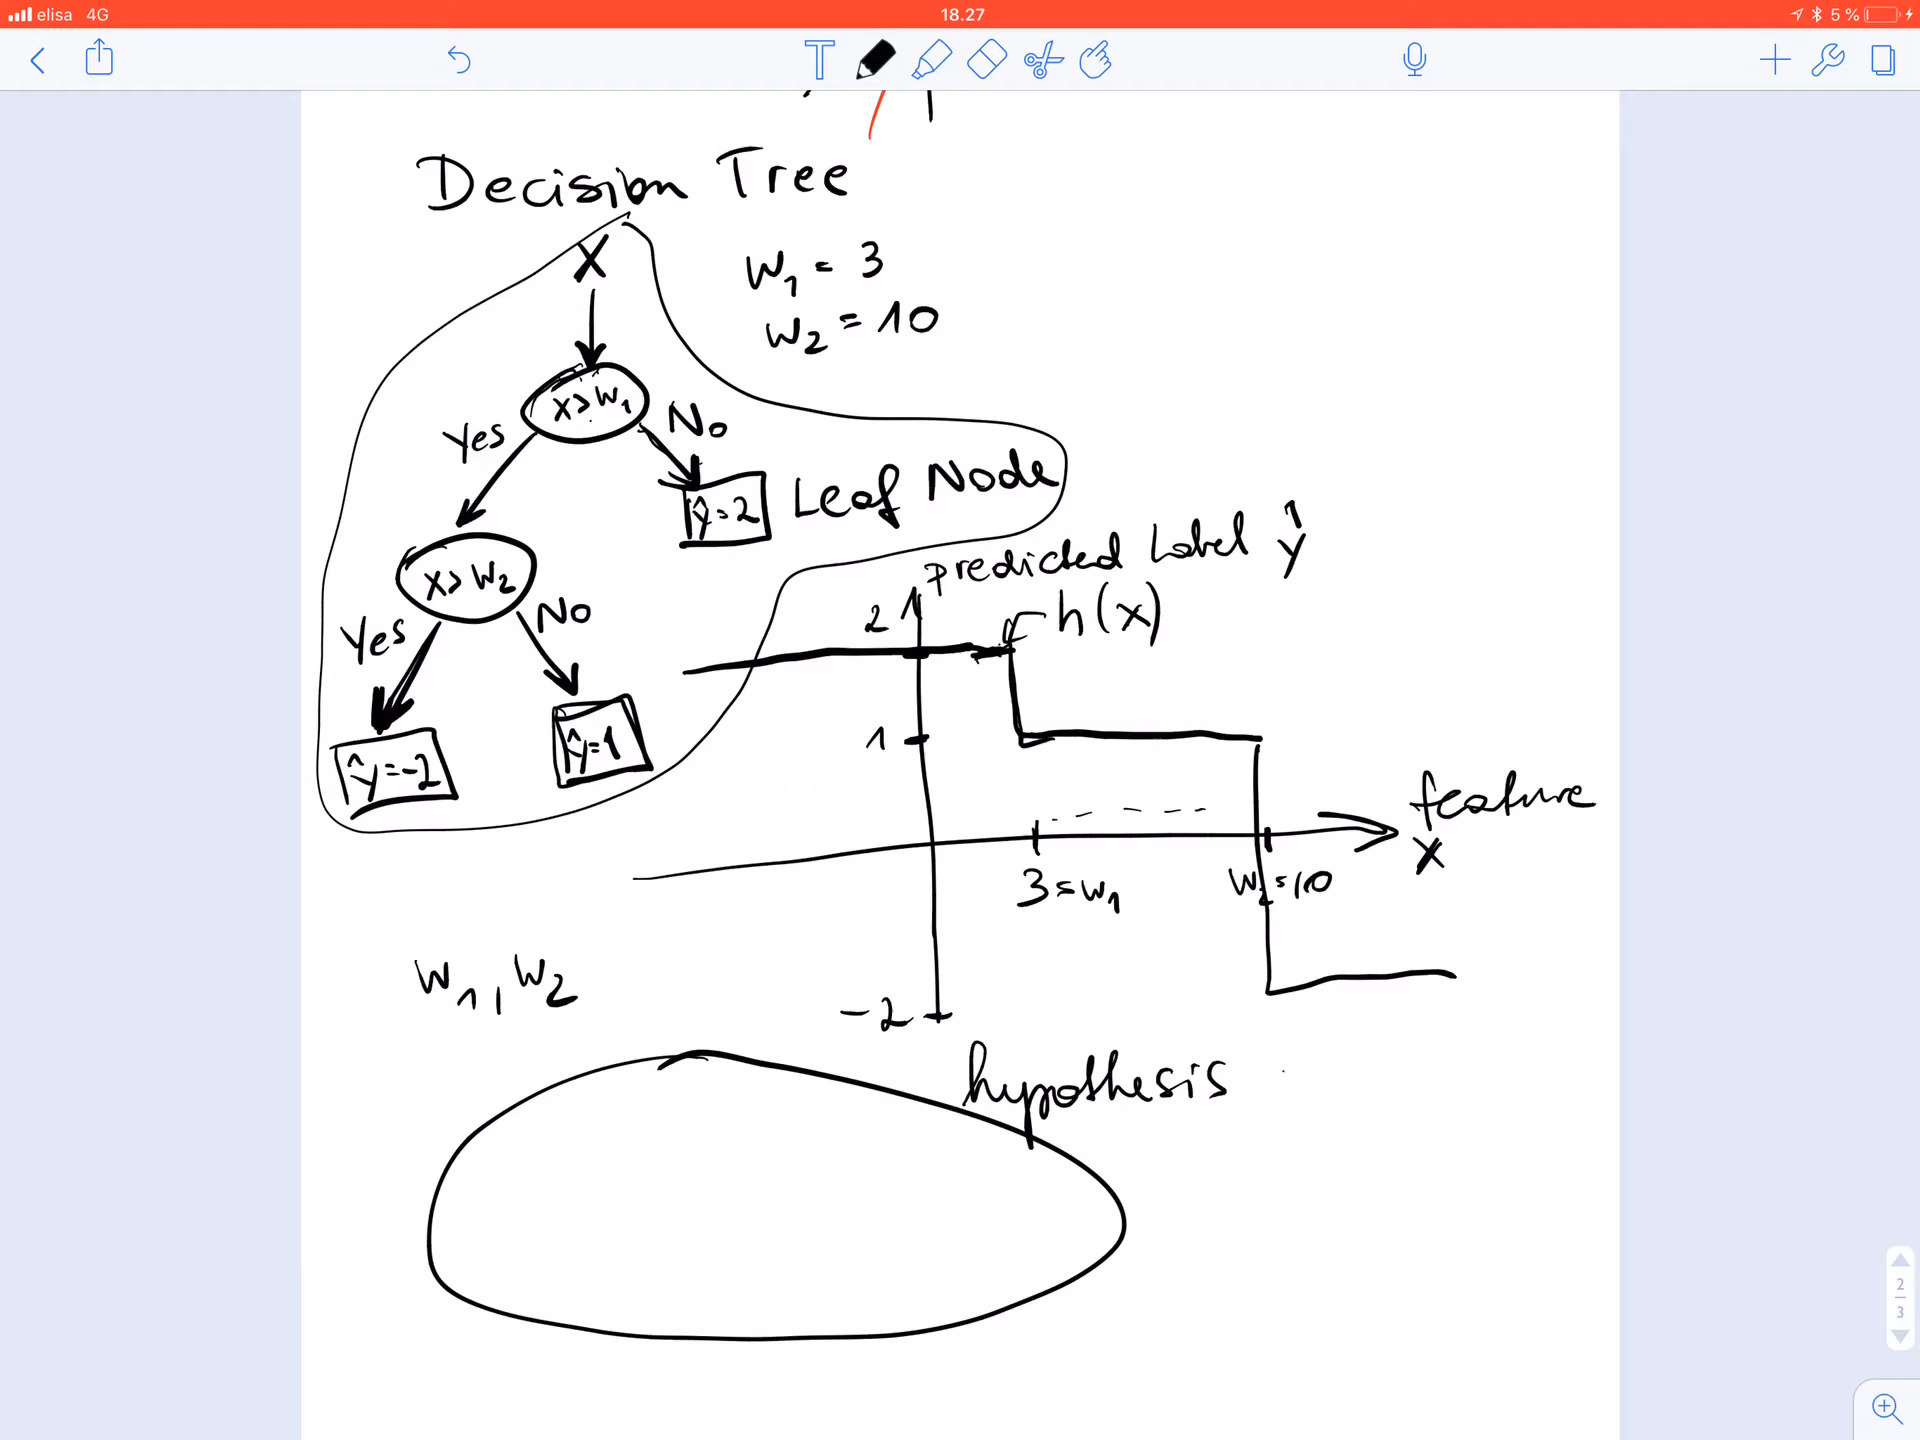 elisa 4G 18.27 5 %
Decision Tree
X
w₁ = 3
w₂ = 10
x > w₁
Yes
No
ŷ = 2
Leaf Node
x > w₂
Yes
No
ŷ = -2
ŷ = 1
predicted Label ŷ
2
h(x)
1
feature
x
3 = w₁
w₂ = 10
-2
w₁, w₂
hypothesis
2
3